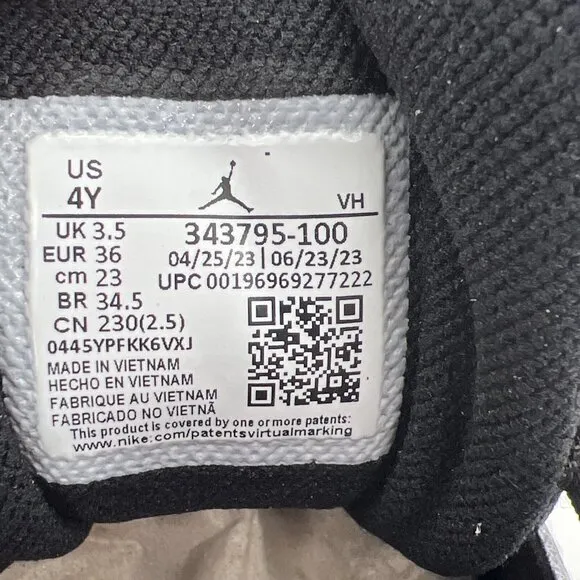 US
4Y
VH
UK 3.5
EUR 36
cm 23
BR 34.5
CN 230(2.5)
343795-100
04/25/23 | 06/23/23
UPC 00196969277222
0445YPFKK6VXJ
MADE IN VIETNAM
HECHO EN VIETNAM
FABRIQUE AU VIETNAM
FABRICADO NO VIETNÃ
This product is covered by one or more patents:
www.nike.com/patentsvirtualmarking